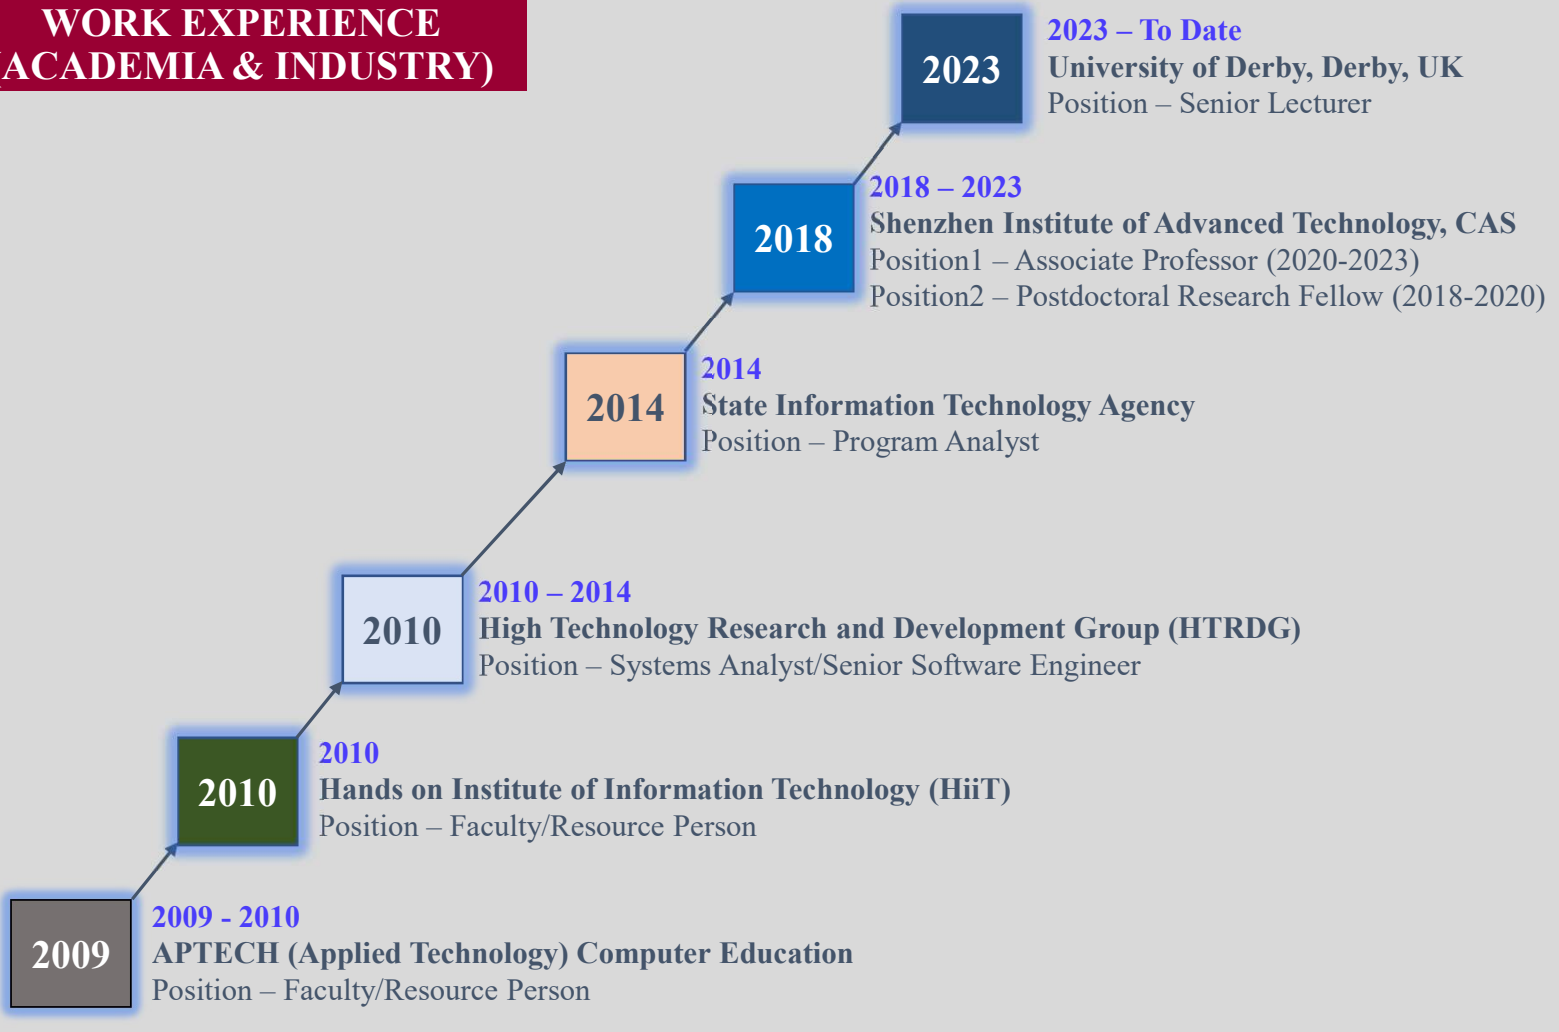 WORK EXPERIENCE
(ACADEMIA & INDUSTRY)
2023
2023 – To Date
University of Derby, Derby, UK
Position – Senior Lecturer
2018
2018 – 2023
Shenzhen Institute of Advanced Technology, CAS
Position1 – Associate Professor (2020-2023)
Position2 – Postdoctoral Research Fellow (2018-2020)
2014
2014
State Information Technology Agency
Position – Program Analyst
2010
2010 – 2014
High Technology Research and Development Group (HTRDG)
Position – Systems Analyst/Senior Software Engineer
2010
2010
Hands on Institute of Information Technology (HiiT)
Position – Faculty/Resource Person
2009
2009 - 2010
APTECH (Applied Technology) Computer Education
Position – Faculty/Resource Person